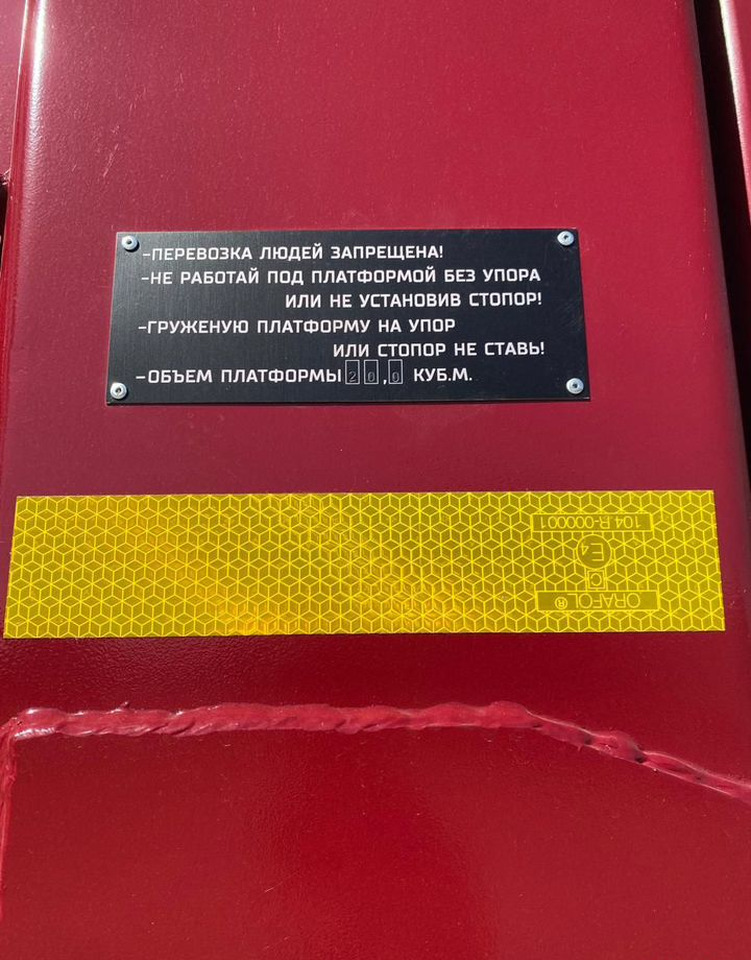 -ПЕРЕВОЗКА ЛЮДЕЙ ЗАПРЕЩЕНА!
-НЕ РАБОТАЙ ПОД ПЛАТФОРМОЙ БЕЗ УПОРА
ИЛИ НЕ УСТАНОВИВ СТОПОР!
-ГРУЖЕНУЮ ПЛАТФОРМУ НА УПОР
ИЛИ СТОПОР НЕ СТАВЬ!
-ОБЪЕМ ПЛАТФОРМЫ 20,0 КУБ.М.
104R-000001
E4
C
ORAFOL®